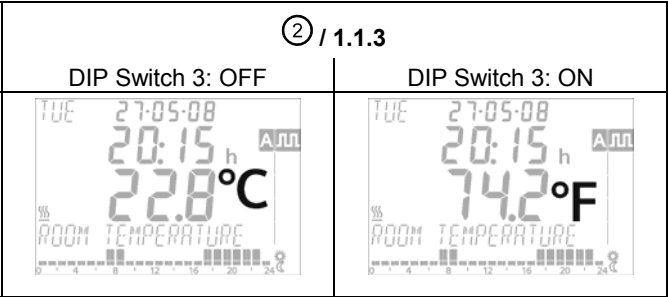 ② / 1.1.3
DIP Switch 3: OFF
DIP Switch 3: ON
TUE 27-05-08
20:15 h
A
22.8°C
ROOM TEMPERATURE
0 4 8 12 16 20 24
TUE 27-05-08
20:15 h
A
74.2°F
ROOM TEMPERATURE
0 4 8 12 16 20 24